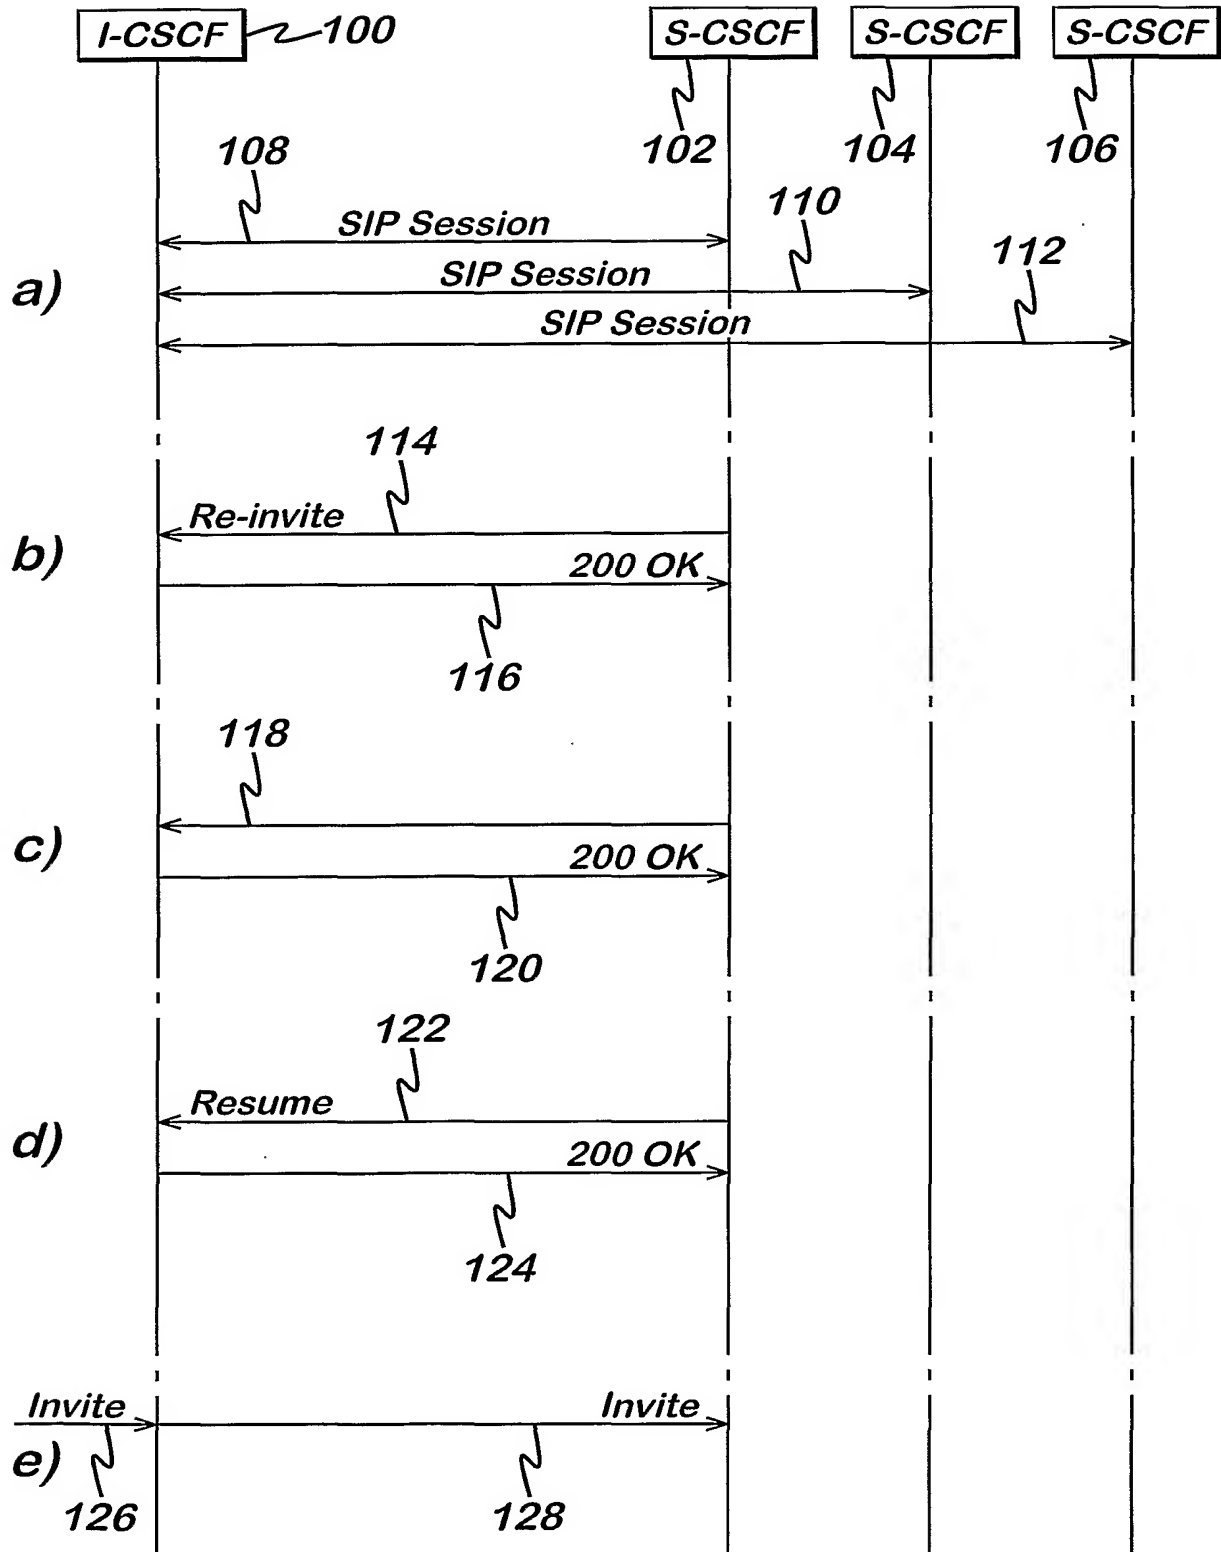 I-CSCF 100 S-CSCF S-CSCF S-CSCF
102 104 106
108
110
SIP Session
112
a) SIP Session
SIP Session
114
Re-invite
b) 200 OK
116
118
c) 200 OK
120
122
Resume
d) 200 OK
124
Invite Invite
e)
126 128